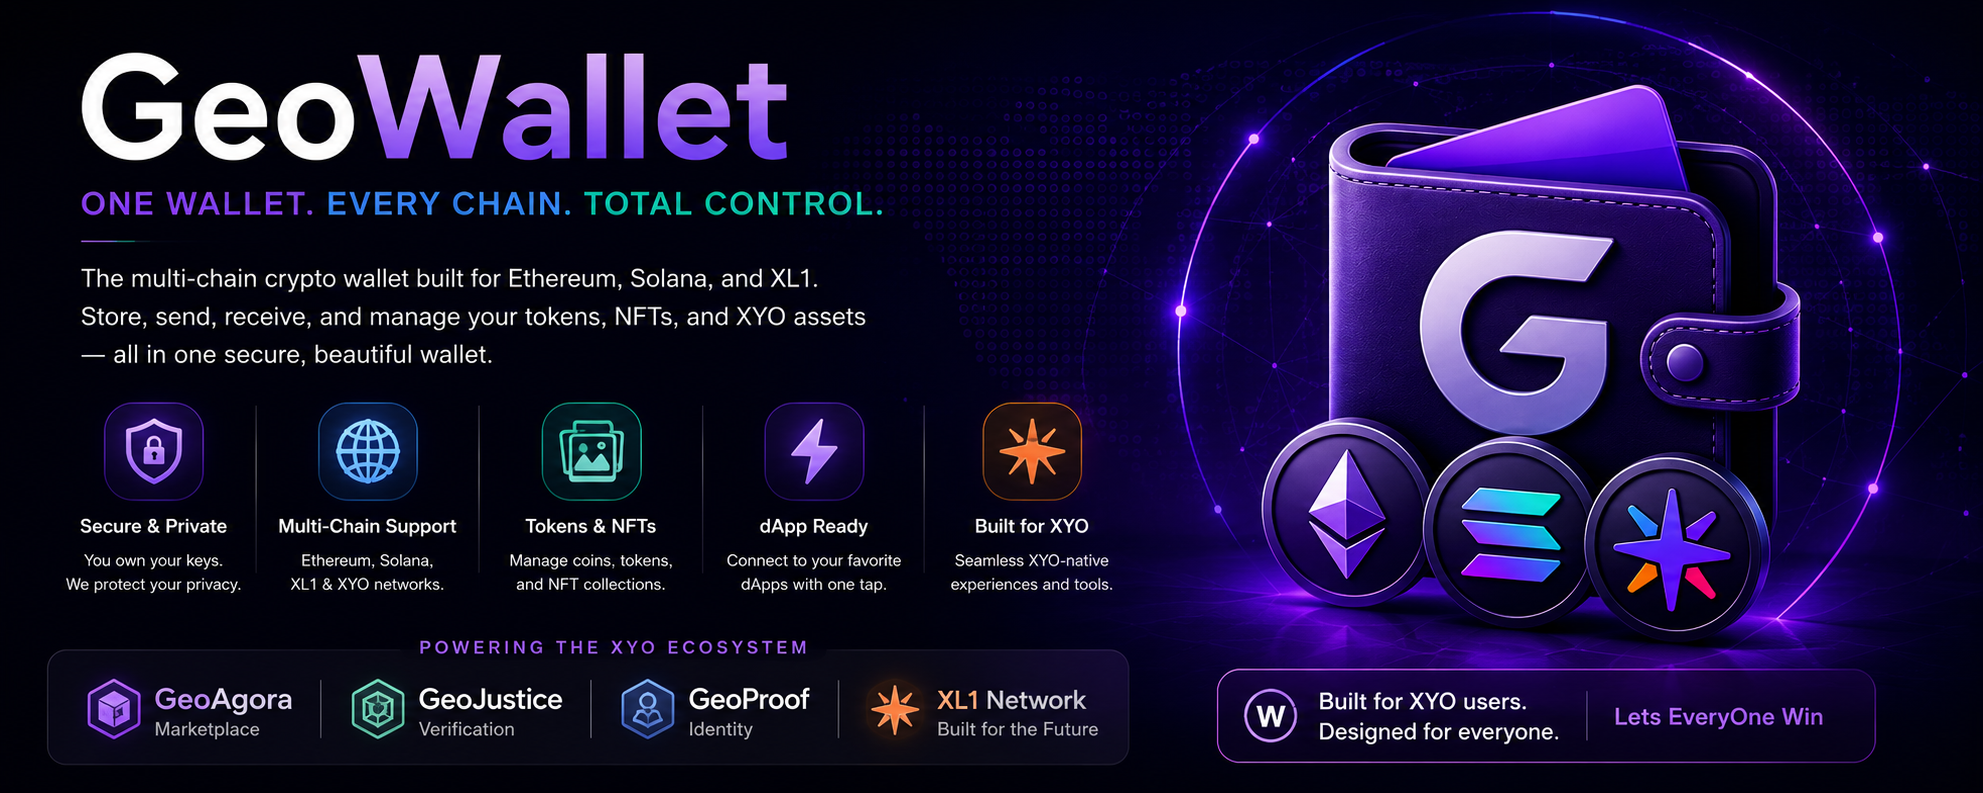 GeoWallet
ONE WALLET. EVERY CHAIN. TOTAL CONTROL.
The multi-chain crypto wallet built for Ethereum, Solana, and XL1.
Store, send, receive, and manage your tokens, NFTs, and XYO assets
— all in one secure, beautiful wallet.
Secure & Private
You own your keys.
We protect your privacy.
Multi-Chain Support
Ethereum, Solana,
XL1 & XYO networks.
Tokens & NFTs
Manage coins, tokens,
and NFT collections.
dApp Ready
Connect to your favorite
dApps with one tap.
Built for XYO
Seamless XYO-native
experiences and tools.
POWERING THE XYO ECOSYSTEM
GeoAgora
Marketplace
GeoJustice
Verification
GeoProof
Identity
XL1 Network
Built for the Future
G
W
Built for XYO users.
Designed for everyone.
Lets EveryOne Win